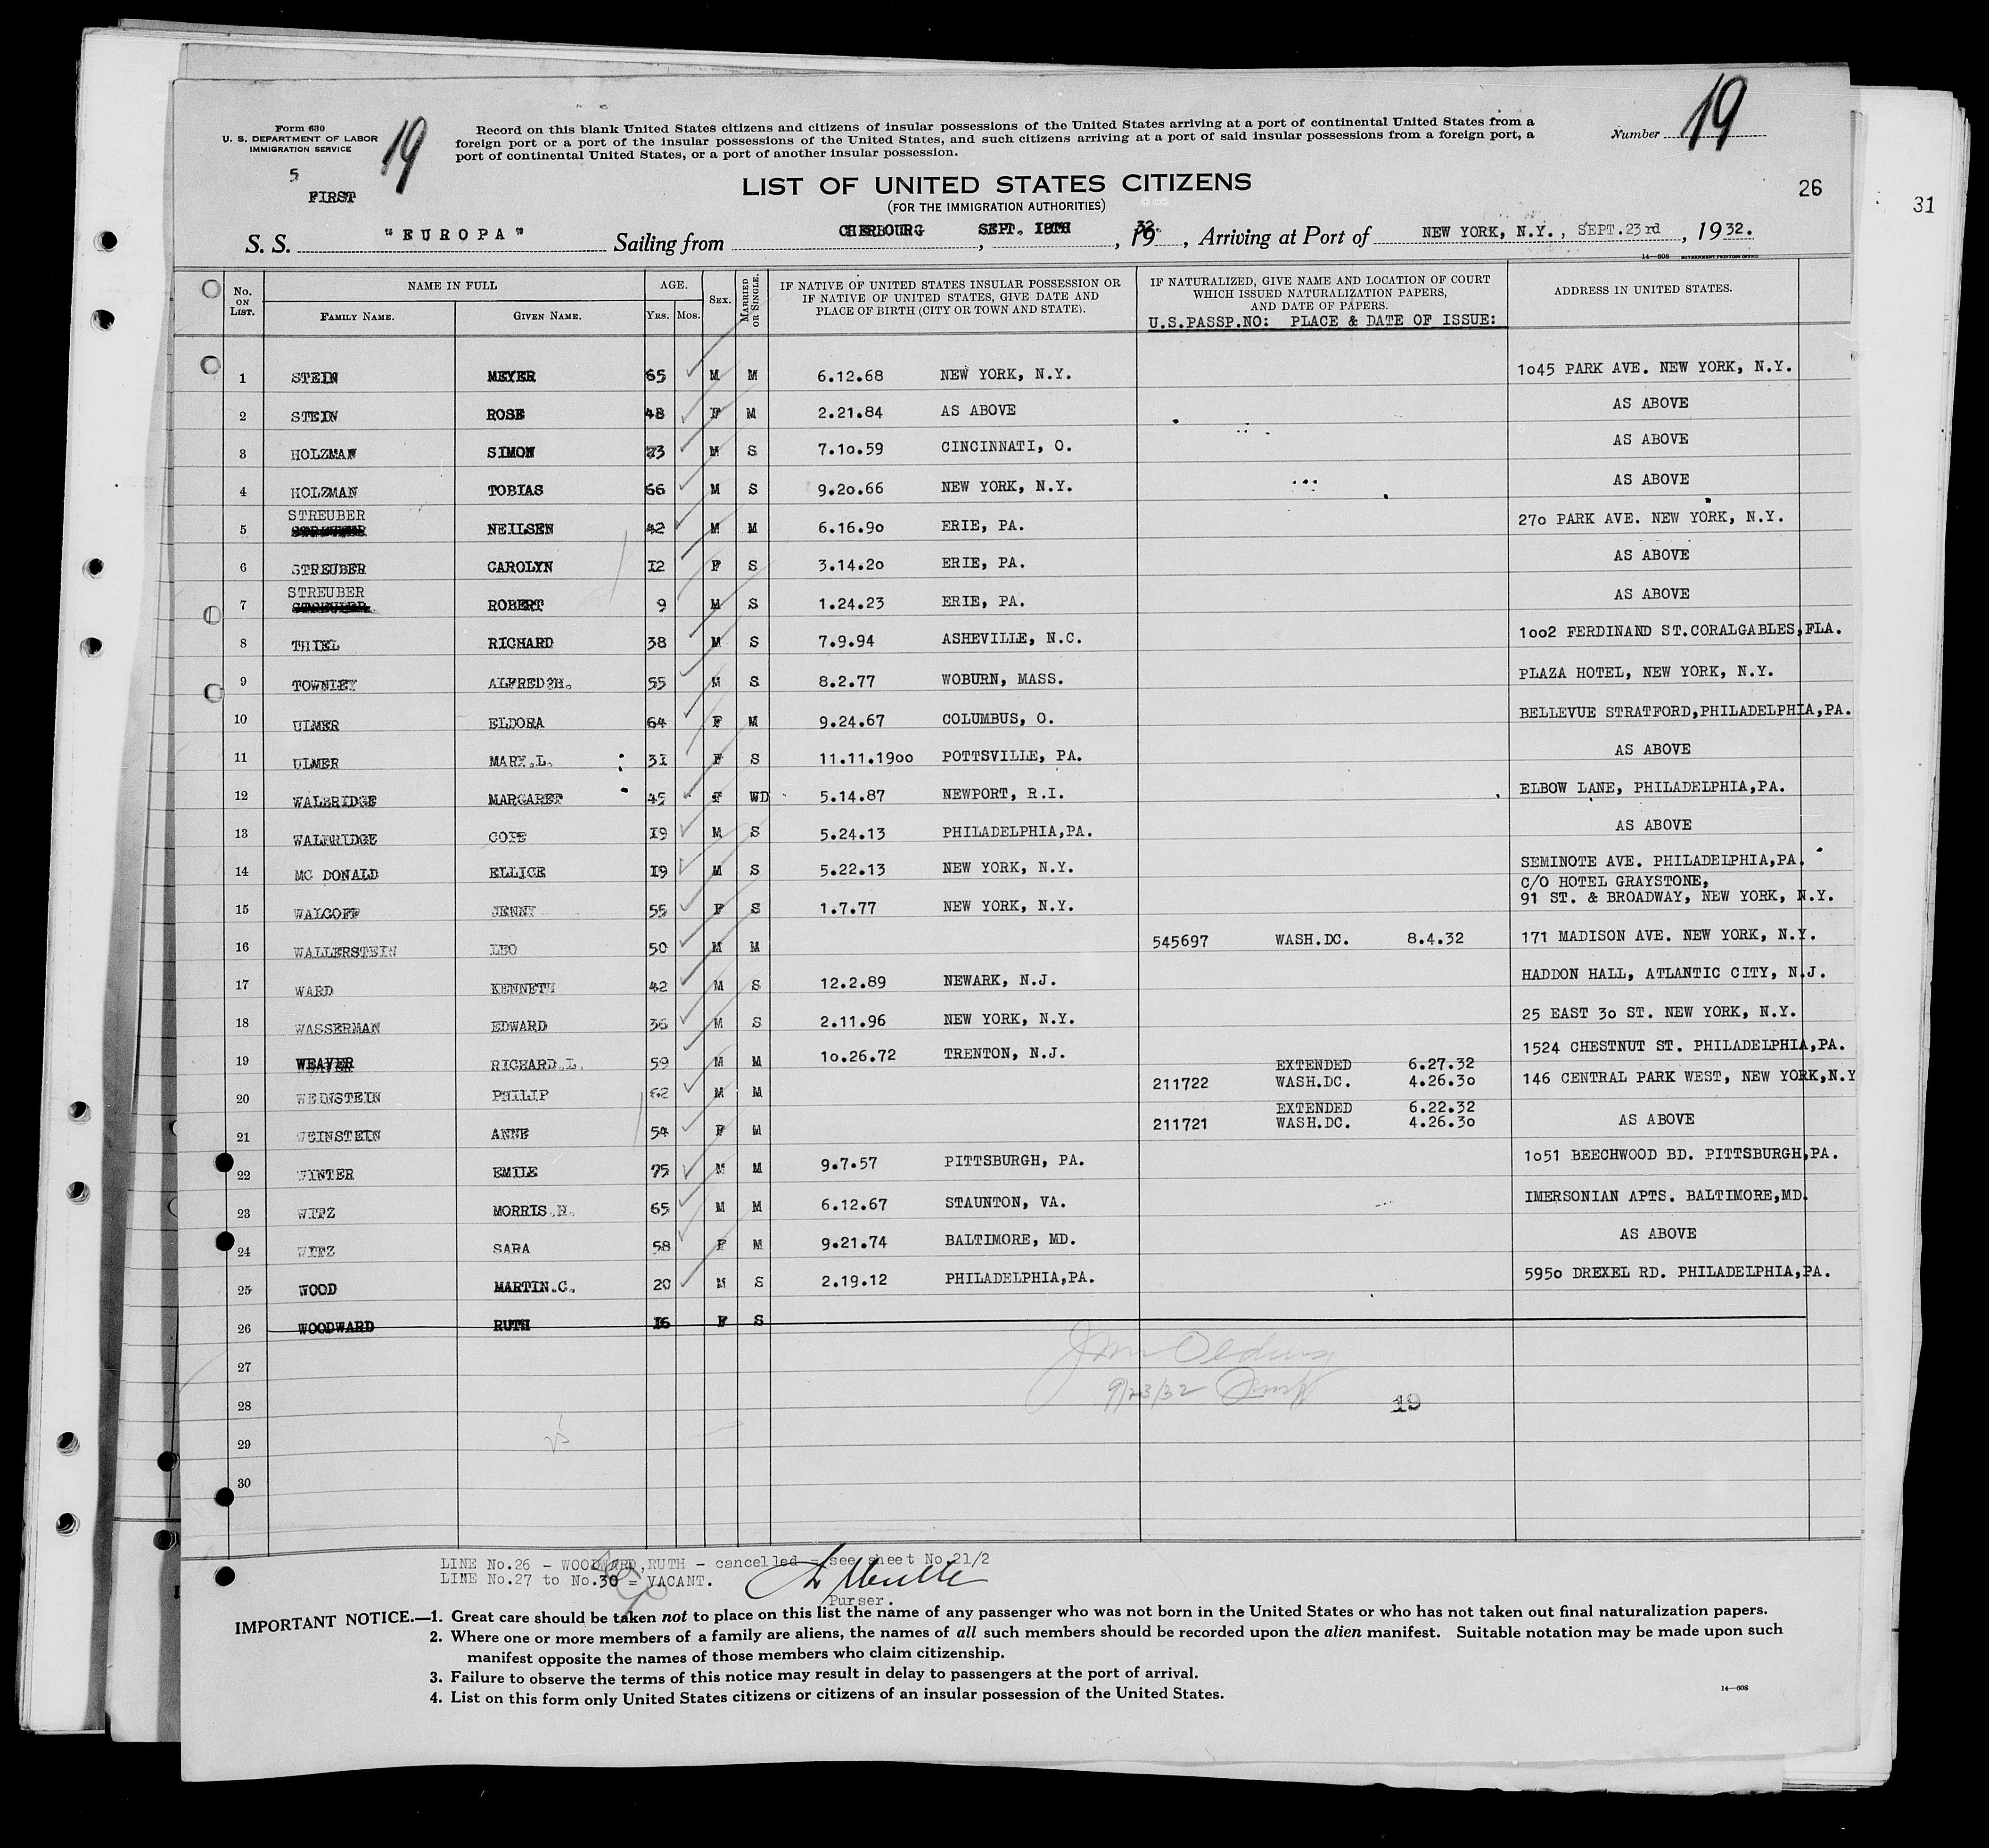 Form 630
U. S. DEPARTMENT OF LABOR
IMMIGRATION SERVICE
19
Record on this blank United States citizens and citizens of insular possessions of the United States arriving at a port of continental United States from a
foreign port or a port of the insular possessions of the United States, and such citizens arriving at a port of said insular possessions from a foreign port, a
port of continental United States, or a port of another insular possession.
Number 19
5
FIRST
LIST OF UNITED STATES CITIZENS
(FOR THE IMMIGRATION AUTHORITIES)
26
31
S. S. "EUROPA" Sailing from CHERBOURG SEPT. 18TH, 1932, Arriving at Port of NEW YORK, N.Y., SEPT.23rd, 1932.
14—608 GOVERNMENT PRINTING OFFICE
No. ON LIST. NAME IN FULL FAMILY NAME. GIVEN NAME. AGE. YRS. MOS. SEX. MARRIED OR SINGLE. IF NATIVE OF UNITED STATES INSULAR POSSESSION OR IF NATIVE OF UNITED STATES, GIVE DATE AND PLACE OF BIRTH (CITY OR TOWN AND STATE). IF NATURALIZED, GIVE NAME AND LOCATION OF COURT WHICH ISSUED NATURALIZATION PAPERS, AND DATE OF PAPERS. U.S.PASSP.NO: PLACE & DATE OF ISSUE: ADDRESS IN UNITED STATES.
1 STEIN MEYER 65 M M 6.12.68 NEW YORK, N.Y. 1045 PARK AVE. NEW YORK, N.Y.
2 STEIN ROSE 48 F M 2.21.84 AS ABOVE AS ABOVE
3 HOLZMAN SIMON 73 M S 7.10.59 CINCINNATI, O. AS ABOVE
4 HOLZMAN TOBIAS 66 M S 9.20.66 NEW YORK, N.Y. AS ABOVE
5 STREUBER NEILSEN 42 M M 6.16.90 ERIE, PA. 270 PARK AVE. NEW YORK, N.Y.
6 STREUBER CAROLYN 12 F S 3.14.20 ERIE, PA. AS ABOVE
7 STREUBER ROBERT 9 M S 1.24.23 ERIE, PA. AS ABOVE
8 THIEL RICHARD 38 M S 7.9.94 ASHEVILLE, N.C. 1002 FERDINAND ST.CORALGABLES,FLA.
9 TOWNLEY ALFRED H. 55 M S 8.2.77 WOBURN, MASS. PLAZA HOTEL, NEW YORK, N.Y.
10 ULMER ELDORA 64 F M 9.24.67 COLUMBUS, O. BELLEVUE STRATFORD,PHILADELPHIA,PA.
11 ULMER MARY.L. 31 F S 11.11.1900 POTTSVILLE, PA. AS ABOVE
12 WALBRIDGE MARGARET 45 F WD 5.14.87 NEWPORT, R.I. ELBOW LANE, PHILADELPHIA,PA.
13 WALBRIDGE COPE 19 M S 5.24.13 PHILADELPHIA,PA. AS ABOVE
14 MC DONALD ELLICE 19 M S 5.22.13 NEW YORK, N.Y. SEMINOTE AVE. PHILADELPHIA,PA.
15 WALCOFF JENNY 55 F S 1.7.77 NEW YORK, N.Y. C/O HOTEL GRAYSTONE,
91 ST. & BROADWAY, NEW YORK, N.Y.
16 WALLERSTEIN LEO 50 M M 545697 WASH.DC. 8.4.32 171 MADISON AVE. NEW YORK, N.Y.
17 WARD KENNETH 42 M S 12.2.89 NEWARK, N.J. HADDON HALL, ATLANTIC CITY, N.J.
18 WASSERMAN EDWARD 36 M S 2.11.96 NEW YORK, N.Y. 25 EAST 30 ST. NEW YORK, N.Y.
19 WEAVER RICHARD.L. 59 M M 10.26.72 TRENTON, N.J. 1524 CHESTNUT ST. PHILADELPHIA,PA.
EXTENDED 6.27.32
20 WEINSTEIN PHILIP 62 M M 211722 WASH.DC. 4.26.30 146 CENTRAL PARK WEST, NEW YORK,N.Y
EXTENDED 6.22.32
21 WEINSTEIN ANNE 54 F M 211721 WASH.DC. 4.26.30 AS ABOVE
22 WINTER EMILE 75 M M 9.7.57 PITTSBURGH, PA. 1051 BEECHWOOD BD. PITTSBURGH,PA.
23 WITZ MORRIS.H. 65 M M 6.12.67 STAUNTON, VA. IMERSONIAN APTS. BALTIMORE,MD.
24 WITZ SARA 58 F M 9.21.74 BALTIMORE, MD. AS ABOVE
25 WOOD MARTIN.C. 20 M S 2.19.12 PHILADELPHIA,PA. 5950 DREXEL RD. PHILADELPHIA,PA.
26 WOODWARD RUTH 16 F S
27
9/23/32
28 19
29
30
LINE No.26 - WOODWARD,RUTH - cancelled = see sheet No.21/2
LINE No.27 to No.30 = VACANT.
Purser.
IMPORTANT NOTICE.—1. Great care should be taken not to place on this list the name of any passenger who was not born in the United States or who has not taken out final naturalization papers.
2. Where one or more members of a family are aliens, the names of all such members should be recorded upon the alien manifest. Suitable notation may be made upon such
manifest opposite the names of those members who claim citizenship.
3. Failure to observe the terms of this notice may result in delay to passengers at the port of arrival.
4. List on this form only United States citizens or citizens of an insular possession of the United States.
14—608